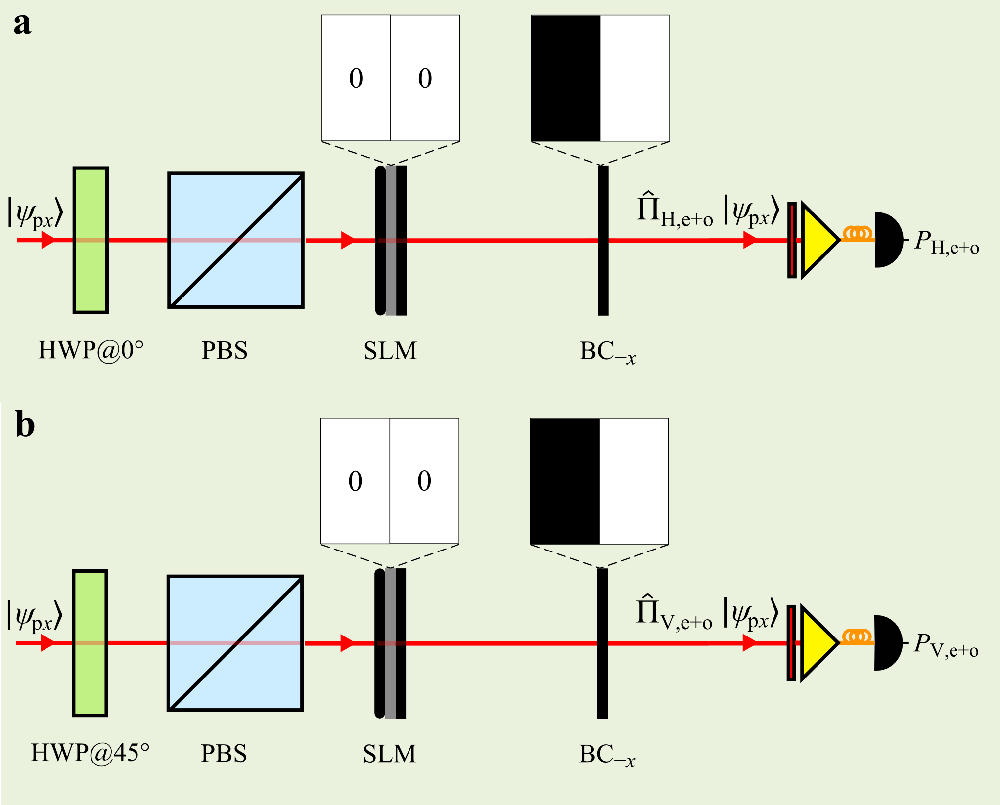 a
0 0
|ψpx⟩
Π̂H,e+o |ψpx⟩
PH,e+o
HWP@0° PBS SLM BC−x
b
0 0
|ψpx⟩
Π̂V,e+o |ψpx⟩
PV,e+o
HWP@45° PBS SLM BC−x